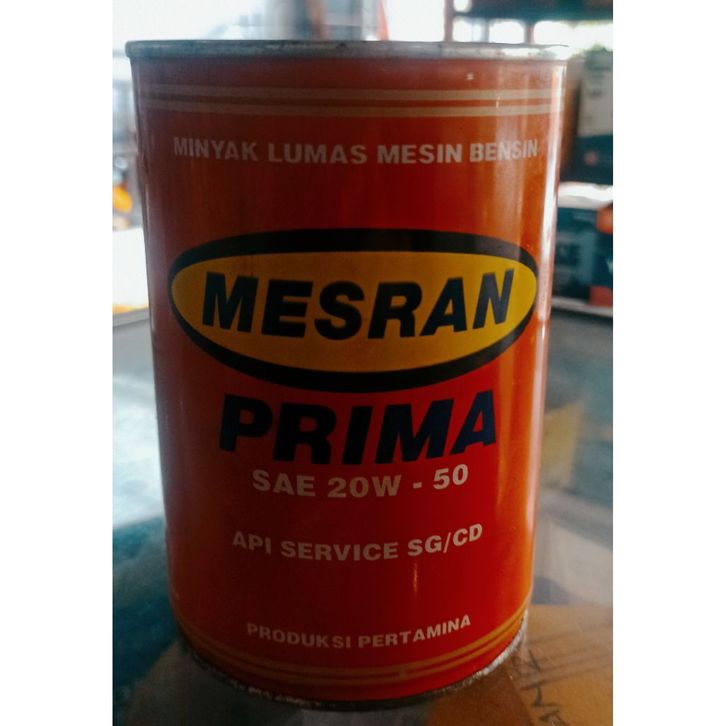 MINYAK LUMAS MESIN BENSIN
MESRAN
PRIMA
SAE 20W - 50
API SERVICE SG/CD
PRODUKSI PERTAMINA